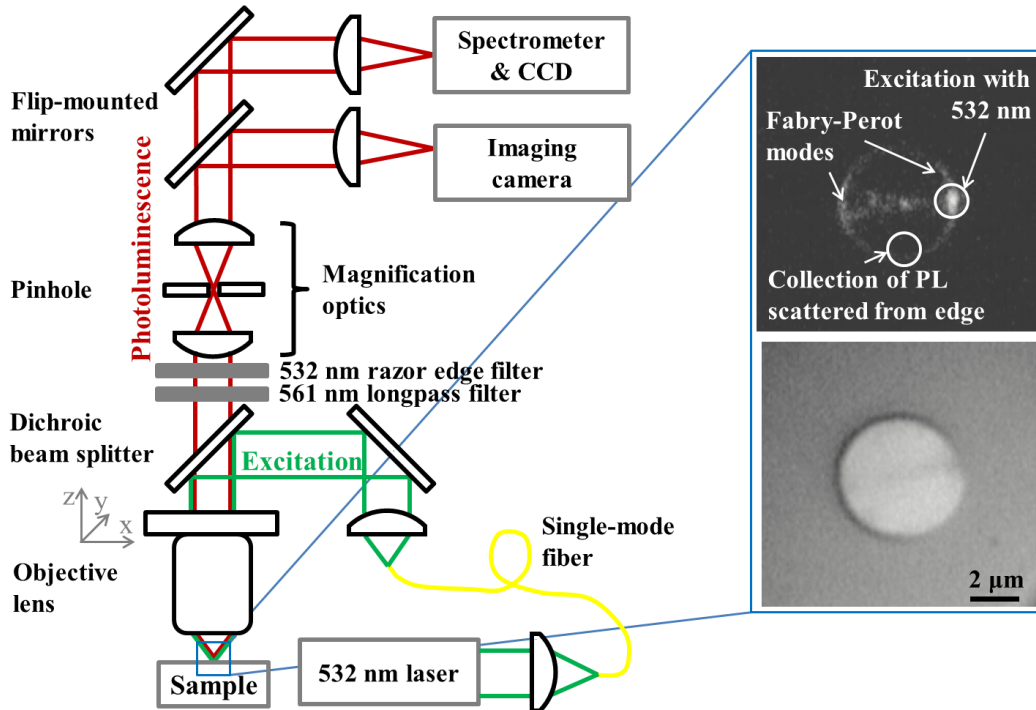 Spectrometer
& CCD
Flip-mounted
mirrors
Imaging
camera
Photoluminescence
Pinhole
Magnification
optics
532 nm razor edge filter
561 nm longpass filter
Dichroic
beam splitter
Excitation
z
y
x
Single-mode
fiber
Objective
lens
Sample
532 nm laser
Excitation with
532 nm
Fabry-Perot
modes
Collection of PL
scattered from edge
2 μm